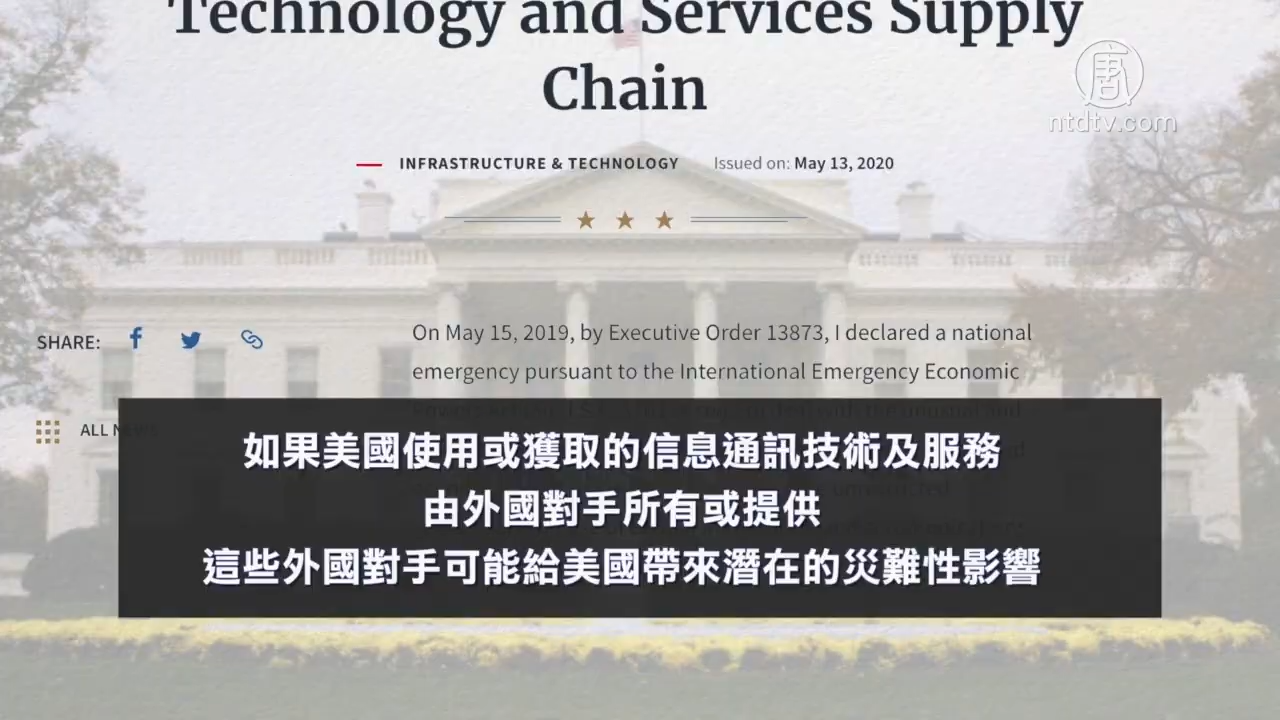 Technology and Services Supply
Chain
唐
ntdtv.com
INFRASTRUCTURE & TECHNOLOGY Issued on: May 13, 2020
SHARE:
On May 15, 2019, by Executive Order 13873, I declared a national
emergency pursuant to the International Emergency Economic
ALL NEWS
如果美國使用或獲取的信息通訊技術及服務
由外國對手所有或提供
這些外國對手可能給美國帶來潛在的災難性影響